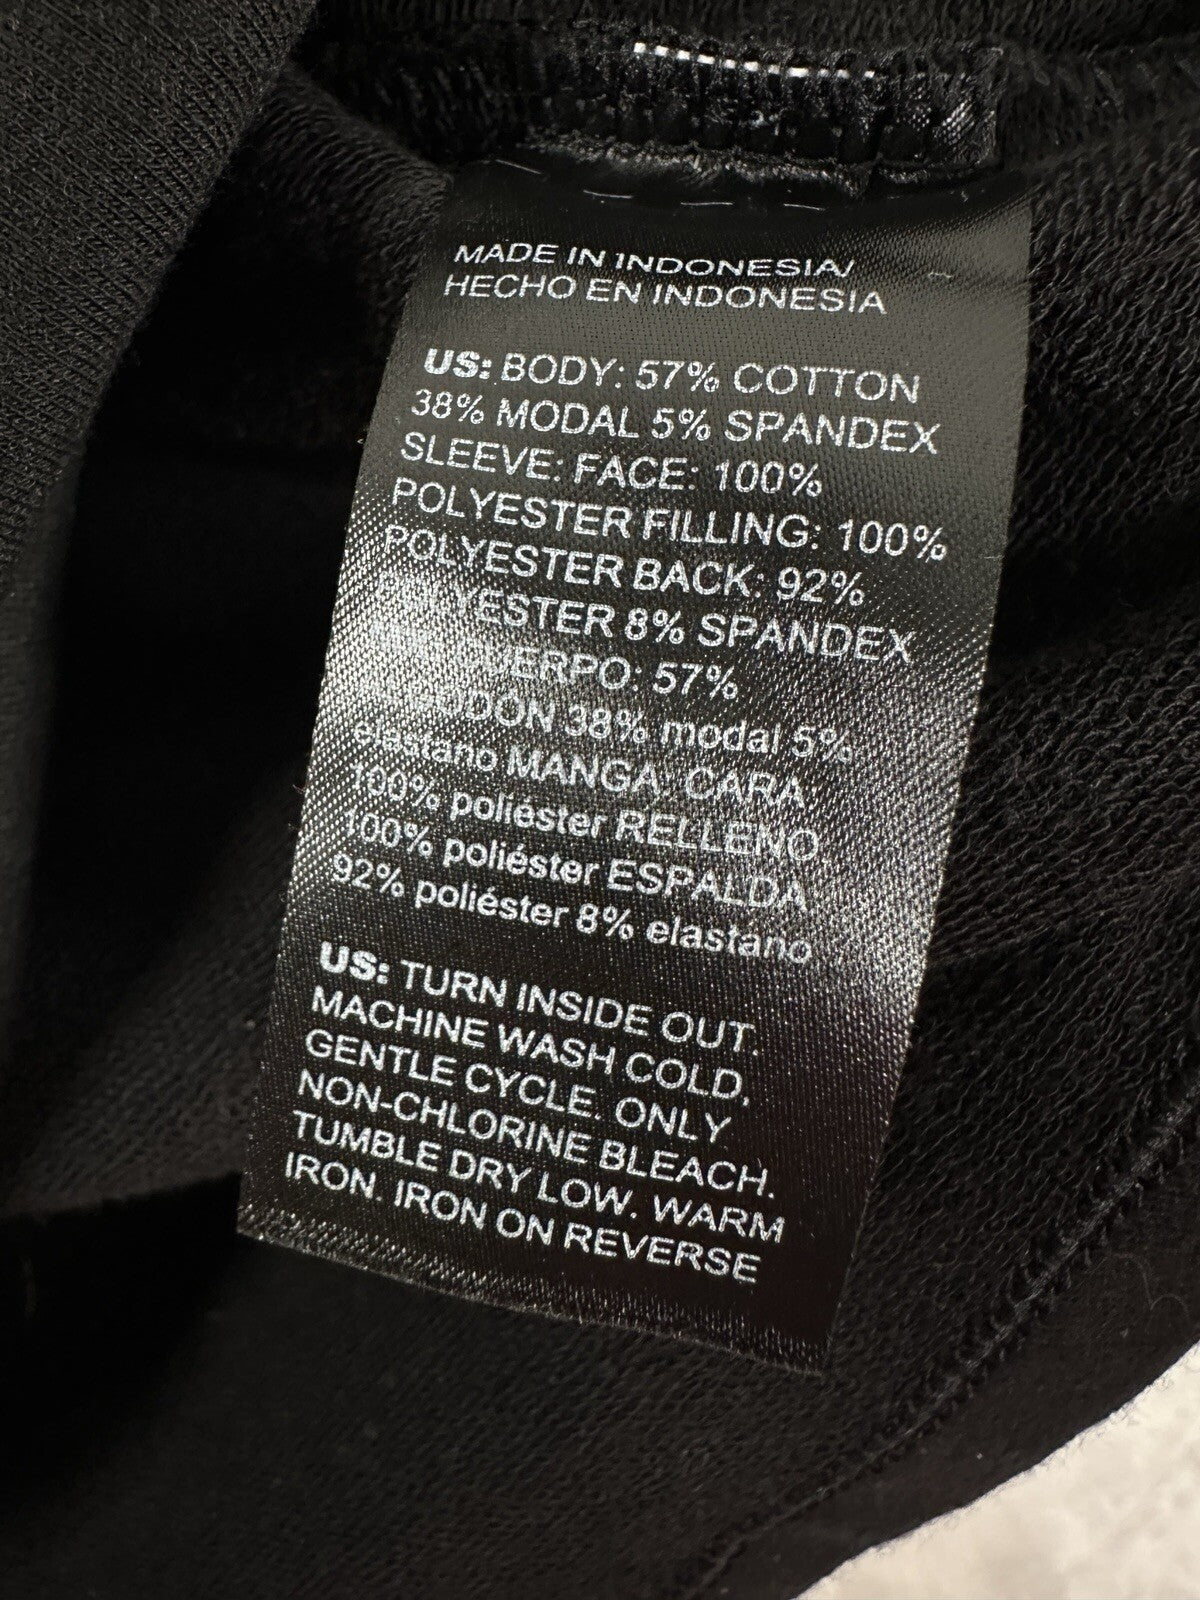 MADE IN INDONESIA/
HECHO EN INDONESIA
US: BODY: 57% COTTON
38% MODAL 5% SPANDEX
SLEEVE: FACE: 100%
POLYESTER FILLING: 100%
POLYESTER BACK: 92%
POLYESTER 8% SPANDEX
CUERPO: 57%
ALGODÓN 38% modal 5%
elastano MANGA: CARA
100% poliéster RELLENO
100% poliéster ESPALDA
92% poliéster 8% elastano
US: TURN INSIDE OUT.
MACHINE WASH COLD,
GENTLE CYCLE. ONLY
NON-CHLORINE BLEACH.
TUMBLE DRY LOW. WARM
IRON. IRON ON REVERSE